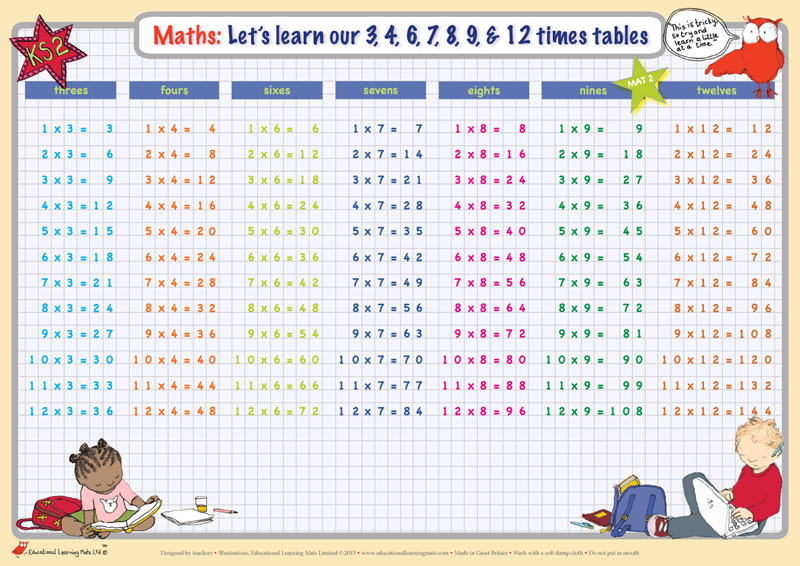 KS2
Maths: Let's learn our 3, 4, 6, 7, 8, 9, & 12 times tables
This is tricky,
so try and
learn a little
at a time.
MAT 2
threes fours sixes sevens eights nines twelves
1 x 3 = 3 1 x 4 = 4 1 x 6 = 6 1 x 7 = 7 1 x 8 = 8 1 x 9 = 9 1 x 12 = 12
2 x 3 = 6 2 x 4 = 8 2 x 6 = 12 2 x 7 = 14 2 x 8 = 16 2 x 9 = 18 2 x 12 = 24
3 x 3 = 9 3 x 4 = 12 3 x 6 = 18 3 x 7 = 21 3 x 8 = 24 3 x 9 = 27 3 x 12 = 36
4 x 3 = 12 4 x 4 = 16 4 x 6 = 24 4 x 7 = 28 4 x 8 = 32 4 x 9 = 36 4 x 12 = 48
5 x 3 = 15 5 x 4 = 20 5 x 6 = 30 5 x 7 = 35 5 x 8 = 40 5 x 9 = 45 5 x 12 = 60
6 x 3 = 18 6 x 4 = 24 6 x 6 = 36 6 x 7 = 42 6 x 8 = 48 6 x 9 = 54 6 x 12 = 72
7 x 3 = 21 7 x 4 = 28 7 x 6 = 42 7 x 7 = 49 7 x 8 = 56 7 x 9 = 63 7 x 12 = 84
8 x 3 = 24 8 x 4 = 32 8 x 6 = 48 8 x 7 = 56 8 x 8 = 64 8 x 9 = 72 8 x 12 = 96
9 x 3 = 27 9 x 4 = 36 9 x 6 = 54 9 x 7 = 63 9 x 8 = 72 9 x 9 = 81 9 x 12 = 108
10 x 3 = 30 10 x 4 = 40 10 x 6 = 60 10 x 7 = 70 10 x 8 = 80 10 x 9 = 90 10 x 12 = 120
11 x 3 = 33 11 x 4 = 44 11 x 6 = 66 11 x 7 = 77 11 x 8 = 88 11 x 9 = 99 11 x 12 = 132
12 x 3 = 36 12 x 4 = 48 12 x 6 = 72 12 x 7 = 84 12 x 8 = 96 12 x 9 = 108 12 x 12 = 144
Educational Learning Mats Ltd ©
Designed by teachers • Illustrations, Educational Learning Mats Limited © 2013 • www.educationallearningmats.com • Made in Great Britain • Wash with a soft damp cloth • Do not put in mouth